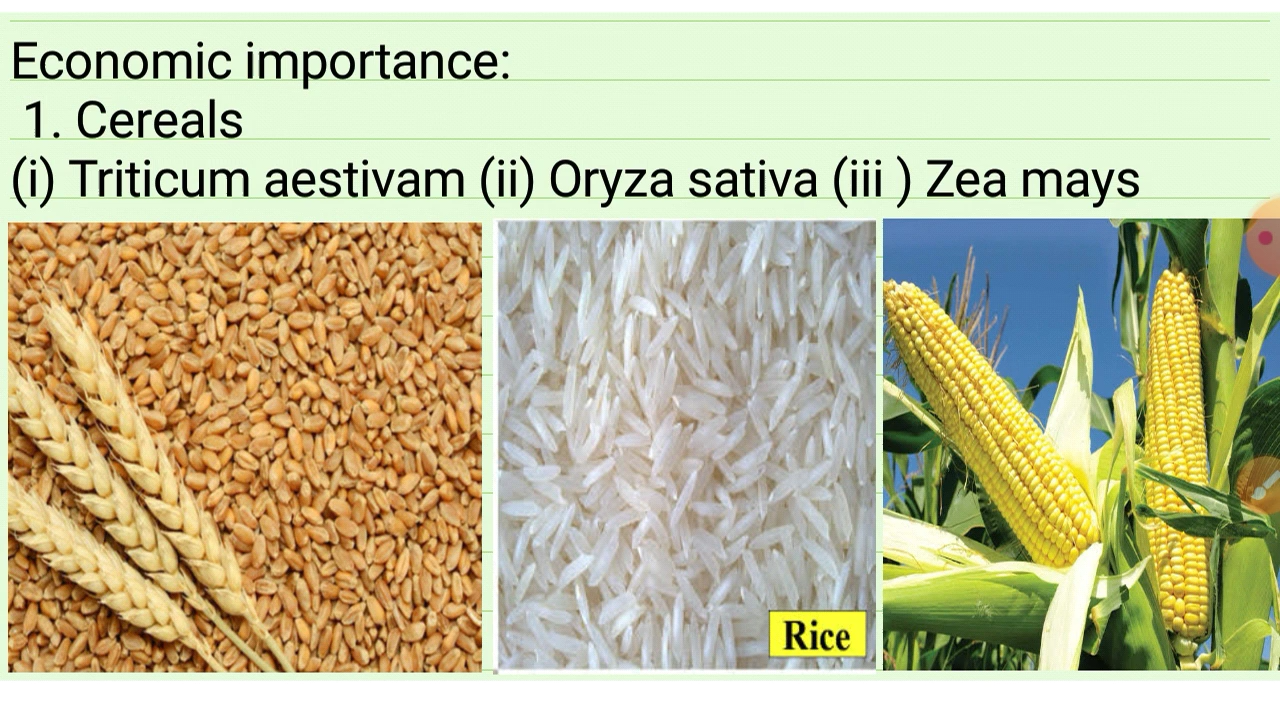 Economic importance:
1. Cereals
(i) Triticum aestivam (ii) Oryza sativa (iii ) Zea mays
Rice